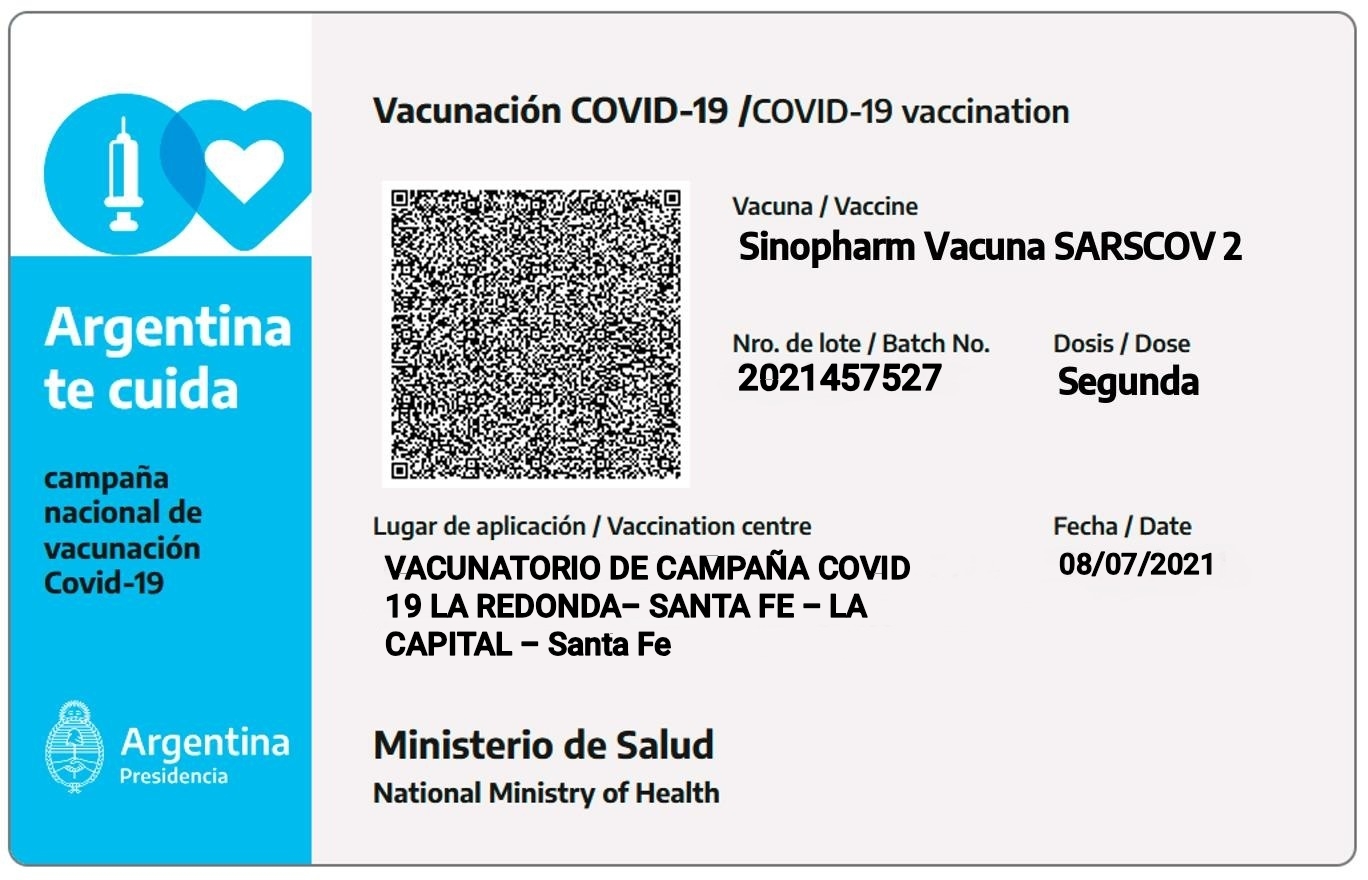 Vacunación COVID-19 /COVID-19 vaccination
Vacuna / Vaccine
Sinopharm Vacuna SARSCOV 2
Nro. de lote / Batch No.
2021457527
Dosis / Dose
Segunda
Lugar de aplicación / Vaccination centre
VACUNATORIO DE CAMPAÑA COVID
19 LA REDONDA– SANTA FE – LA
CAPITAL – Santa Fe
Fecha / Date
08/07/2021
Ministerio de Salud
National Ministry of Health
Argentina
te cuida
campaña
nacional de
vacunación
Covid-19
Argentina
Presidencia